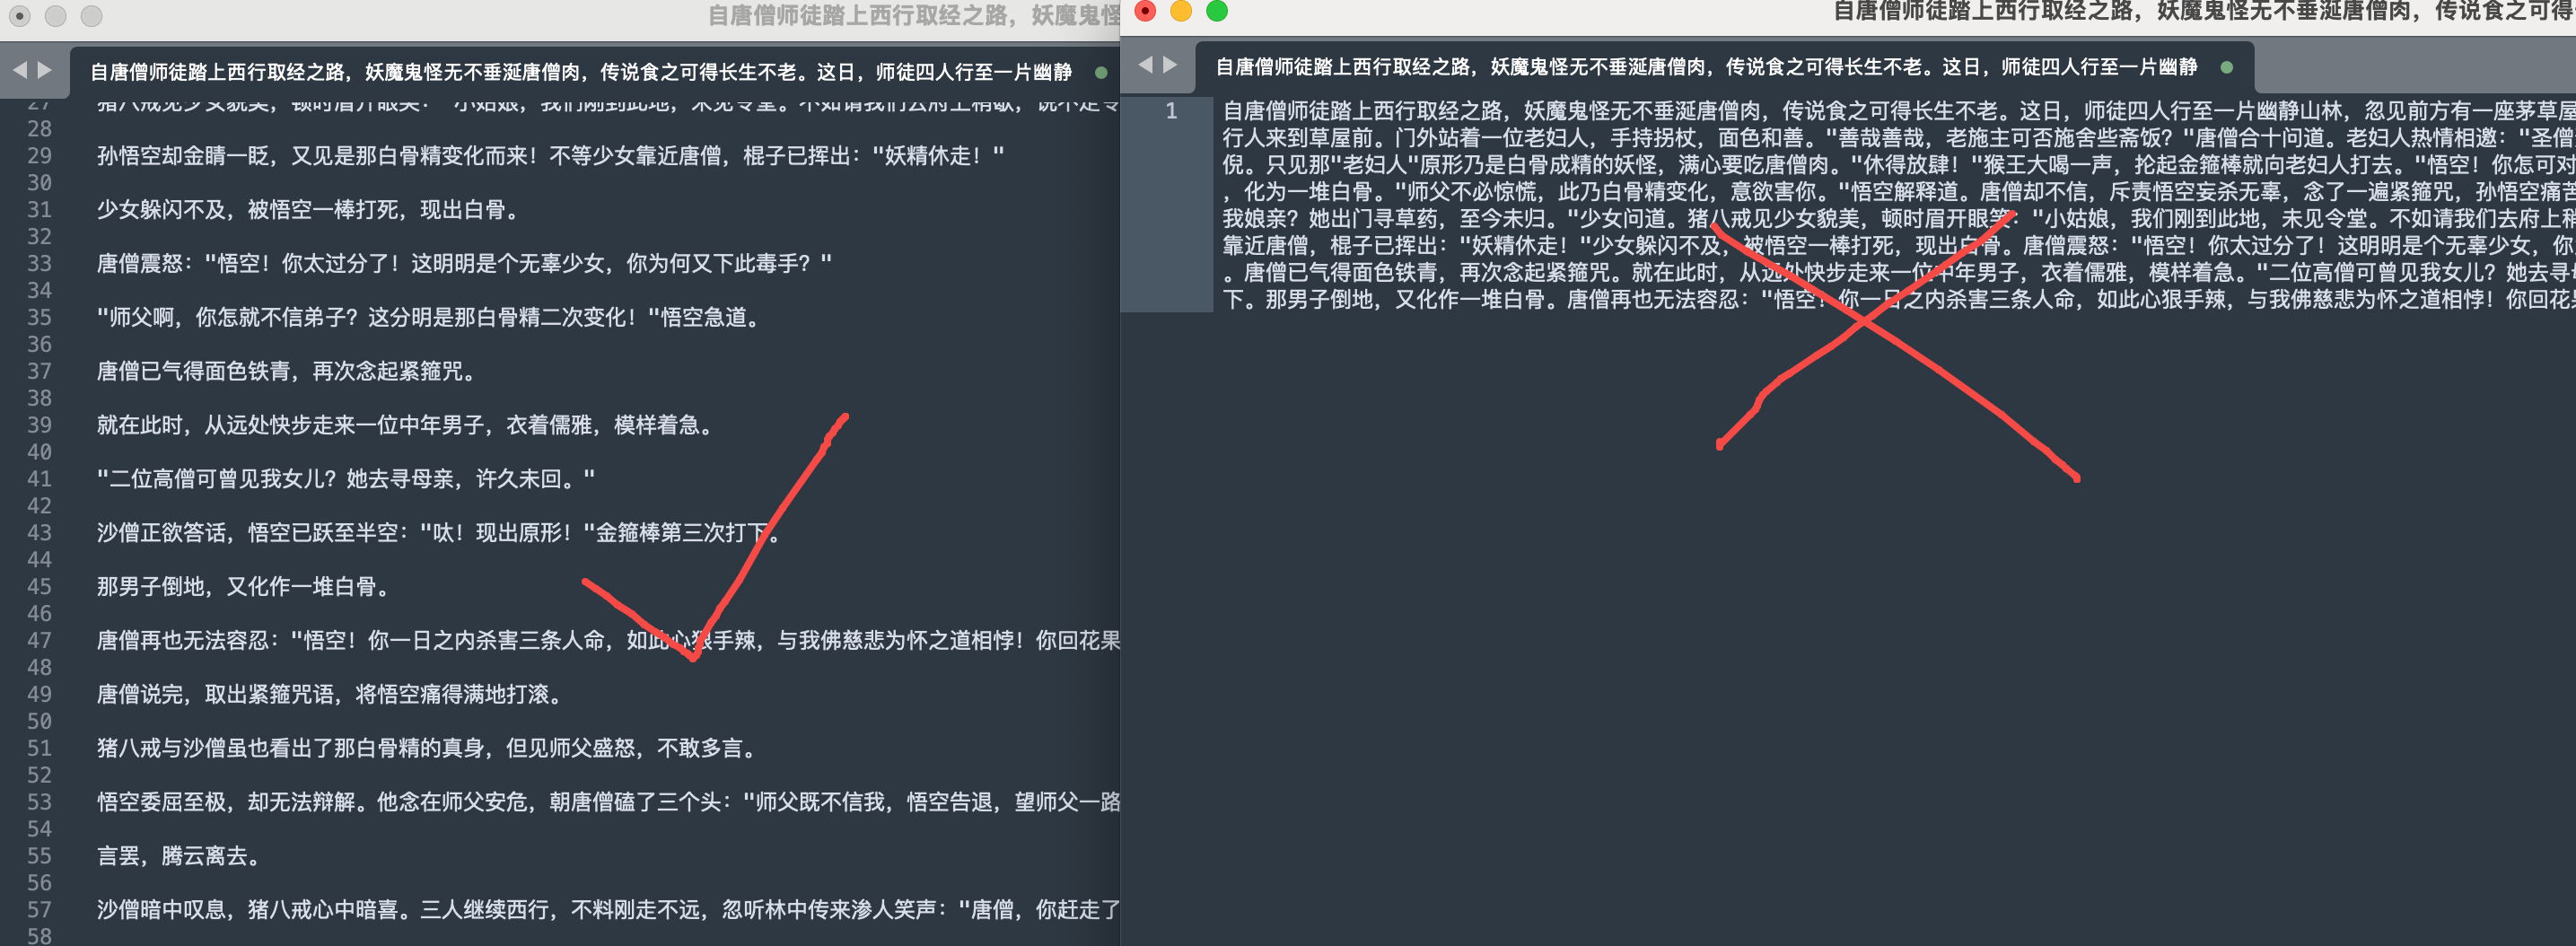 自唐僧师徒踏上西行取经之路，妖魔鬼怪
自唐僧师徒踏上西行取经之路，妖魔鬼怪无不垂涎唐僧肉，传说食之可得长生不老。这日，师徒四人行至一片幽静
27 猪八戒见少女貌美，顿时眉开眼笑："小姑娘，我们刚到此地，未见令堂。不如请我们去府上稍歇，说不定令
28
29 孙悟空却金睛一眨，又见是那白骨精变化而来！不等少女靠近唐僧，棍子已挥出："妖精休走！"
30
31 少女躲闪不及，被悟空一棒打死，现出白骨。
32
33 唐僧震怒："悟空！你太过分了！这明明是个无辜少女，你为何又下此毒手？"
34
35 "师父啊，你怎就不信弟子？这分明是那白骨精二次变化！"悟空急道。
36
37 唐僧已气得面色铁青，再次念起紧箍咒。
38
39 就在此时，从远处快步走来一位中年男子，衣着儒雅，模样着急。
40
41 "二位高僧可曾见我女儿？她去寻母亲，许久未回。"
42
43 沙僧正欲答话，悟空已跃至半空："呔！现出原形！"金箍棒第三次打下。
44
45 那男子倒地，又化作一堆白骨。
46
47 唐僧再也无法容忍："悟空！你一日之内杀害三条人命，如此心狠手辣，与我佛慈悲为怀之道相悖！你回花果
48
49 唐僧说完，取出紧箍咒语，将悟空痛得满地打滚。
50
51 猪八戒与沙僧虽也看出了那白骨精的真身，但见师父盛怒，不敢多言。
52
53 悟空委屈至极，却无法辩解。他念在师父安危，朝唐僧磕了三个头："师父既不信我，悟空告退，望师父一路
54
55 言罢，腾云离去。
56
57 沙僧暗中叹息，猪八戒心中暗喜。三人继续西行，不料刚走不远，忽听林中传来渗人笑声："唐僧，你赶走了
58
自唐僧师徒踏上西行取经之路，妖魔鬼怪无不垂涎唐僧肉，传说食之可得
自唐僧师徒踏上西行取经之路，妖魔鬼怪无不垂涎唐僧肉，传说食之可得长生不老。这日，师徒四人行至一片幽静
1 自唐僧师徒踏上西行取经之路，妖魔鬼怪无不垂涎唐僧肉，传说食之可得长生不老。这日，师徒四人行至一片幽静山林，忽见前方有一座茅草屋
行人来到草屋前。门外站着一位老妇人，手持拐杖，面色和善。"善哉善哉，老施主可否施舍些斋饭？"唐僧合十问道。老妇人热情相邀："圣僧
倪。只见那"老妇人"原形乃是白骨成精的妖怪，满心要吃唐僧肉。"休得放肆！"猴王大喝一声，抡起金箍棒就向老妇人打去。"悟空！你怎可对
，化为一堆白骨。"师父不必惊慌，此乃白骨精变化，意欲害你。"悟空解释道。唐僧却不信，斥责悟空妄杀无辜，念了一遍紧箍咒，孙悟空痛苦
我娘亲？她出门寻草药，至今未归。"少女问道。猪八戒见少女貌美，顿时眉开眼笑："小姑娘，我们刚到此地，未见令堂。不如请我们去府上稍
靠近唐僧，棍子已挥出："妖精休走！"少女躲闪不及，被悟空一棒打死，现出白骨。唐僧震怒："悟空！你太过分了！这明明是个无辜少女，你
。唐僧已气得面色铁青，再次念起紧箍咒。就在此时，从远处快步走来一位中年男子，衣着儒雅，模样着急。"二位高僧可曾见我女儿？她去寻母
下。那男子倒地，又化作一堆白骨。唐僧再也无法容忍："悟空！你一日之内杀害三条人命，如此心狠手辣，与我佛慈悲为怀之道相悖！你回花果